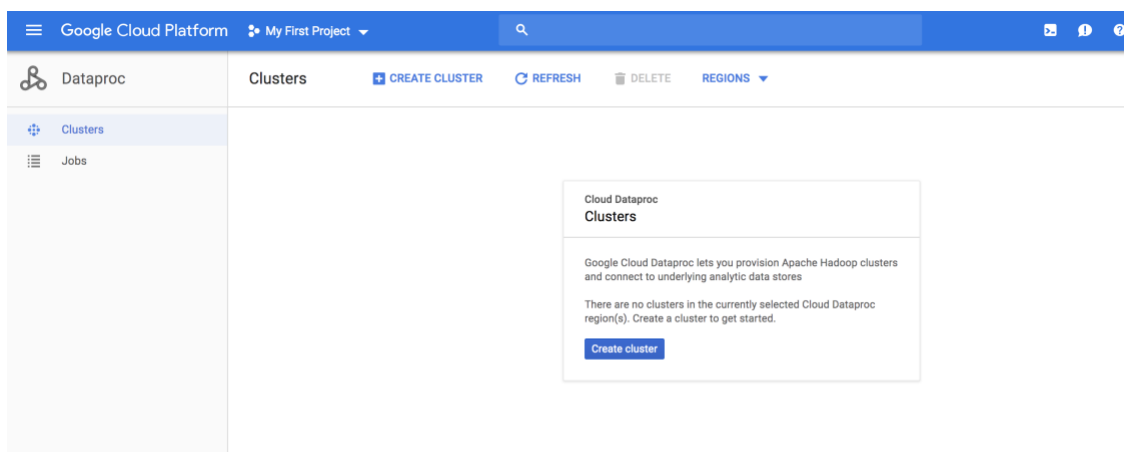 Google Cloud Platform My First Project
Dataproc
Clusters CREATE CLUSTER REFRESH DELETE REGIONS
Clusters
Jobs
Cloud Dataproc
Clusters
Google Cloud Dataproc lets you provision Apache Hadoop clusters
and connect to underlying analytic data stores
There are no clusters in the currently selected Cloud Dataproc
region(s). Create a cluster to get started.
Create cluster